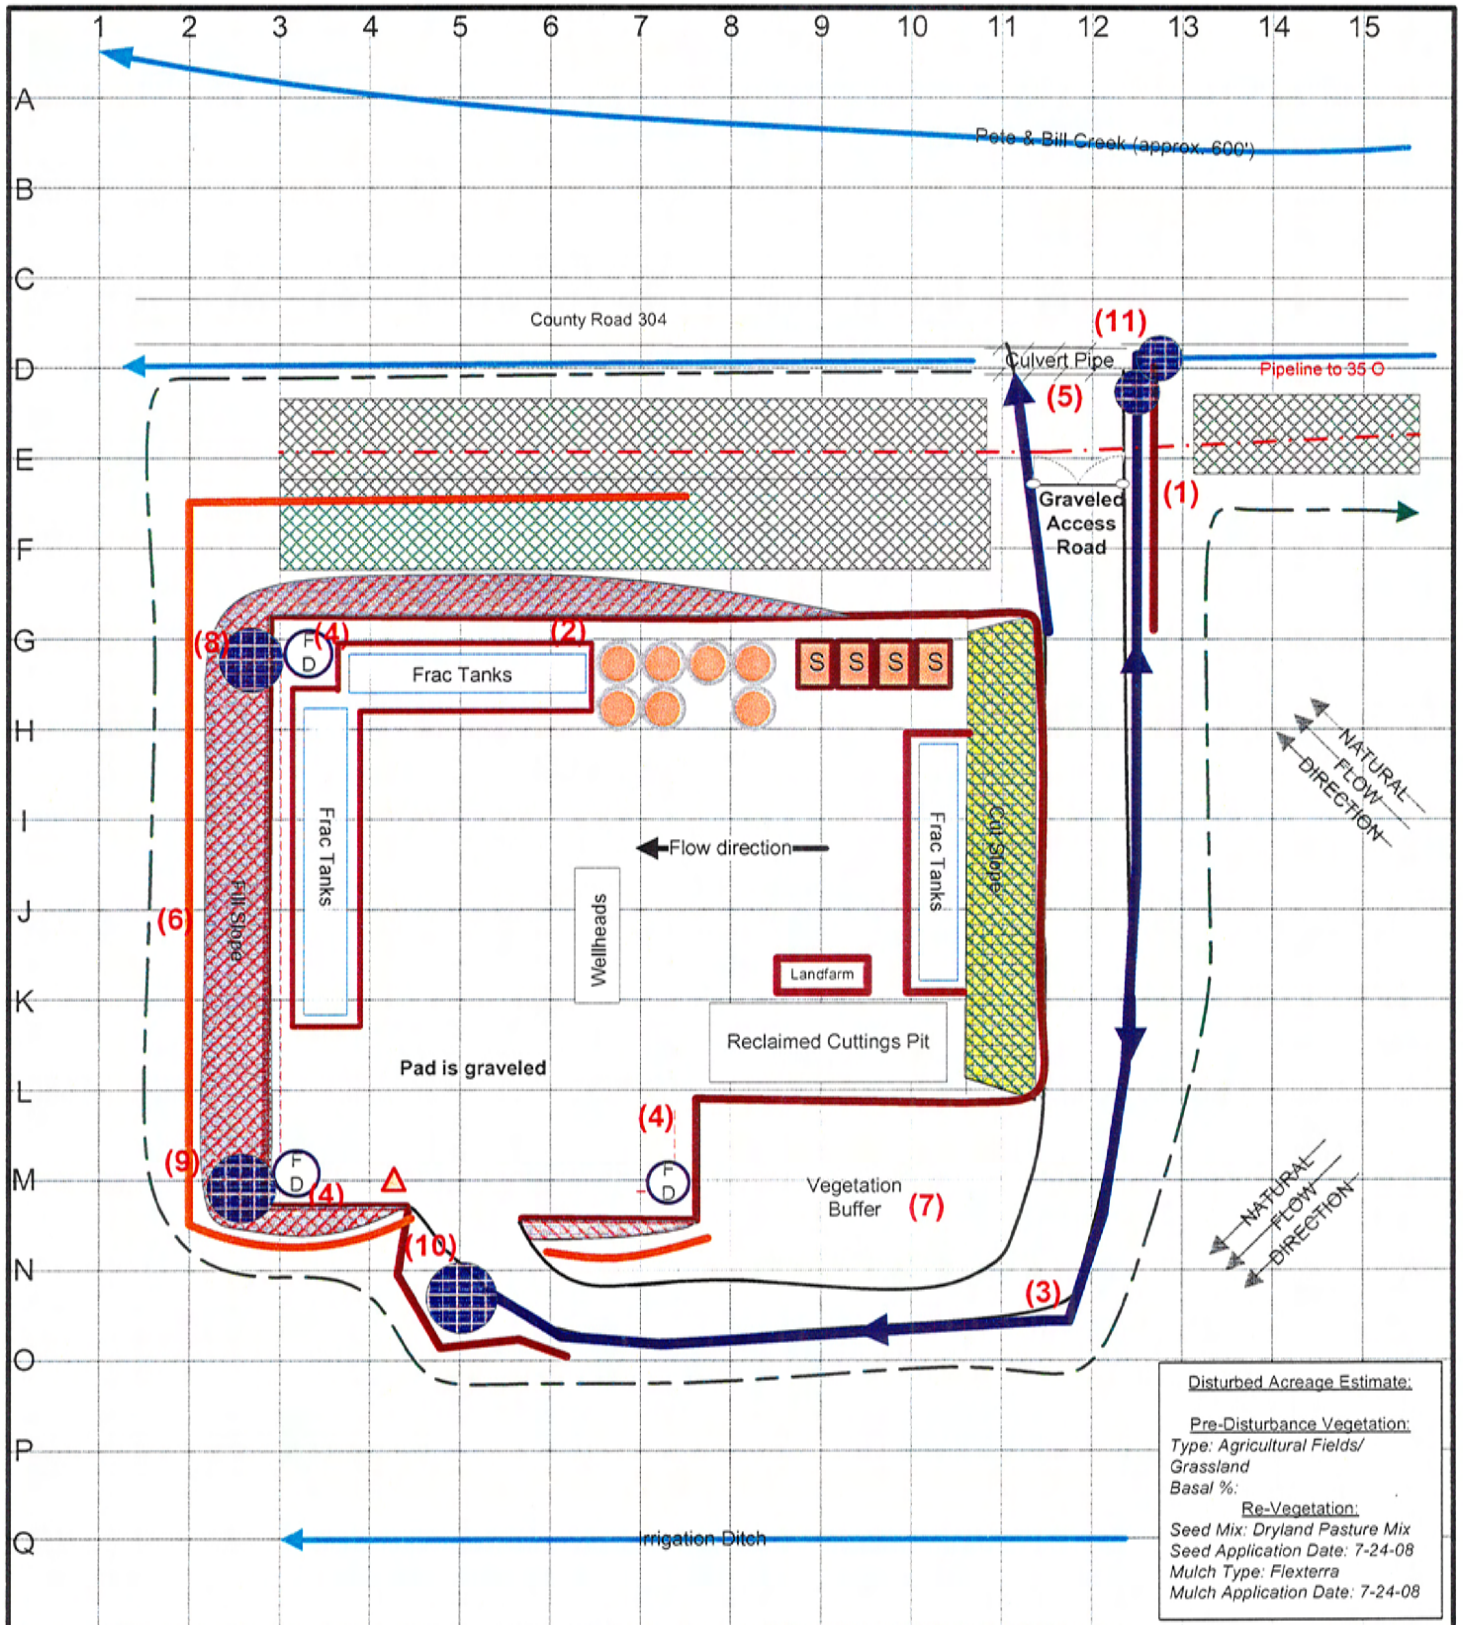 1 2 3 4 5 6 7 8 9 10 11 12 13 14 15
A
Pete & Bill Creek (approx. 600')
B
C
County Road 304
(11)
Culvert Pipe
D
Pipeline to 35 O
(5)
E
(1)
Graveled
Access
Road
F
G
(8)
F
D
(4)
(2)
Frac Tanks
S S S S
H
NATURAL
FLOW
DIRECTION
I
Frac Tanks
Flow direction
Frac Tanks
Cut Slope
J
(6)
Fill Slope
Wellheads
Landfarm
K
Reclaimed Cuttings Pit
Pad is graveled
L
(4)
M
(9)
F
D
(4)
F
D
Vegetation
Buffer
(7)
NATURAL
FLOW
DIRECTION
(10)
N
(3)
O
P
Q
Irrigation Ditch
Disturbed Acreage Estimate:
Pre-Disturbance Vegetation:
Type: Agricultural Fields/
Grassland
Basal %:
Re-Vegetation:
Seed Mix: Dryland Pasture Mix
Seed Application Date: 7-24-08
Mulch Type: Flexterra
Mulch Application Date: 7-24-08